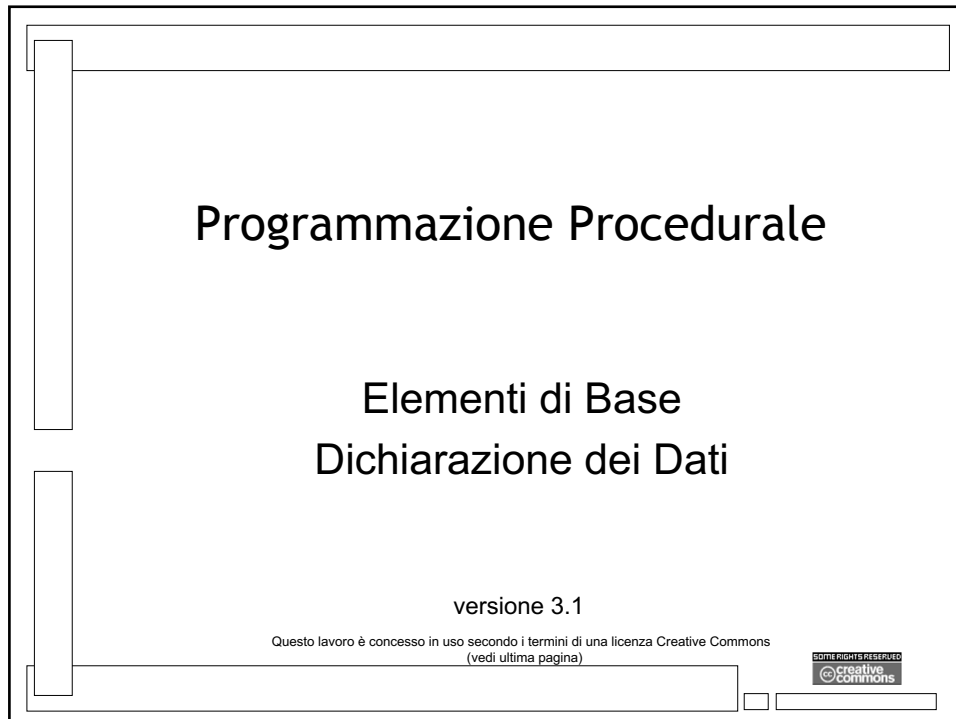 Programmazione Procedurale
Elementi di Base
Dichiarazione dei Dati
versione 3.1
Questo lavoro è concesso in uso secondo i termini di una licenza Creative Commons
(vedi ultima pagina)
SOME RIGHTS RESERVED
cc creative
commons